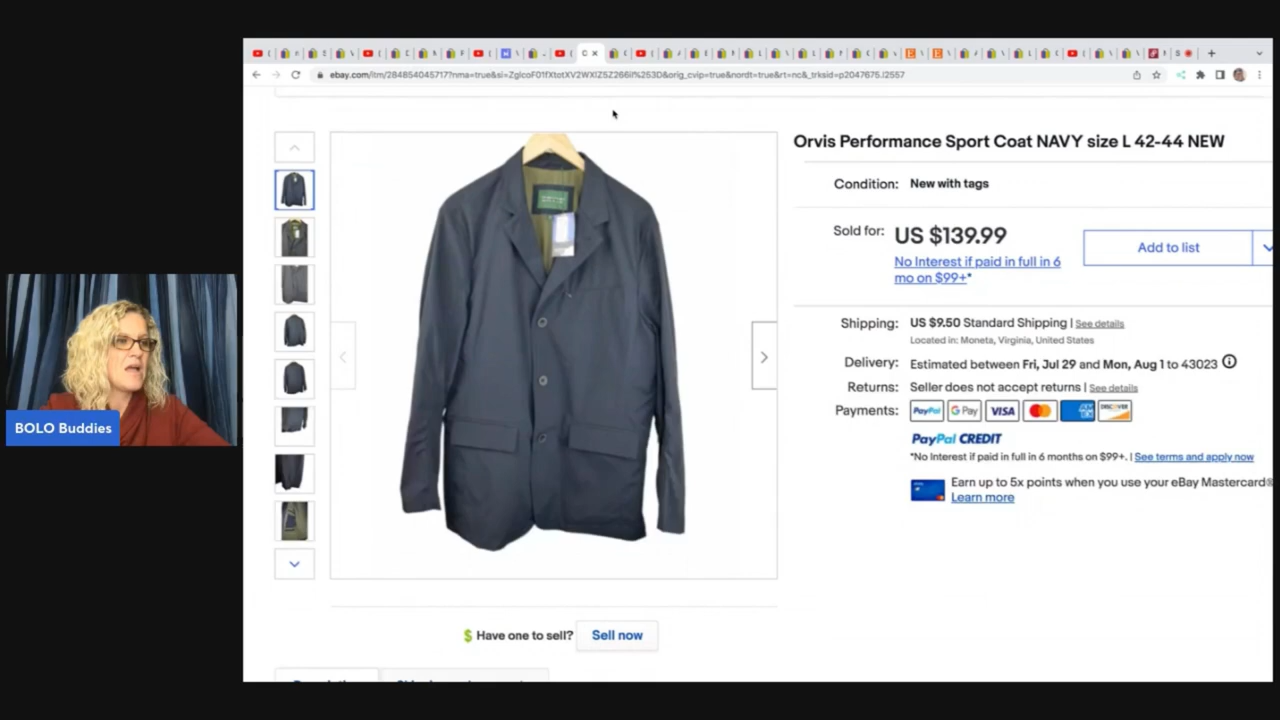 ebay.com/itm/284854045717?nma=true&si=ZglcoF01fXtotXV2WXIZ5Z266iI%253D&orig_cvip=true&nordt=true&rt=nc&_trksid=p2047675.l2557
Orvis Performance Sport Coat NAVY size L 42-44 NEW
Condition: New with tags
Sold for: US $139.99
Add to list
No Interest if paid in full in 6
mo on $99+*
Shipping: US $9.50 Standard Shipping | See details
Located in: Moneta, Virginia, United States
Delivery: Estimated between Fri, Jul 29 and Mon, Aug 1 to 43023
Returns: Seller does not accept returns | See details
Payments: PayPal G Pay VISA
DISCOVER
PayPal CREDIT
*No Interest if paid in full in 6 months on $99+. | See terms and apply now
Earn up to 5x points when you use your eBay Mastercard®
Learn more
BOLO Buddies
$ Have one to sell? Sell now